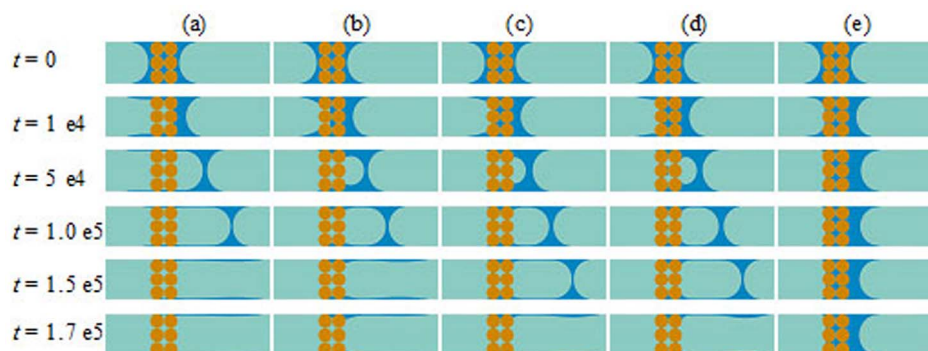 (a) (b) (c) (d) (e)
t = 0
t = 1 e4
t = 5 e4
t = 1.0 e5
t = 1.5 e5
t = 1.7 e5